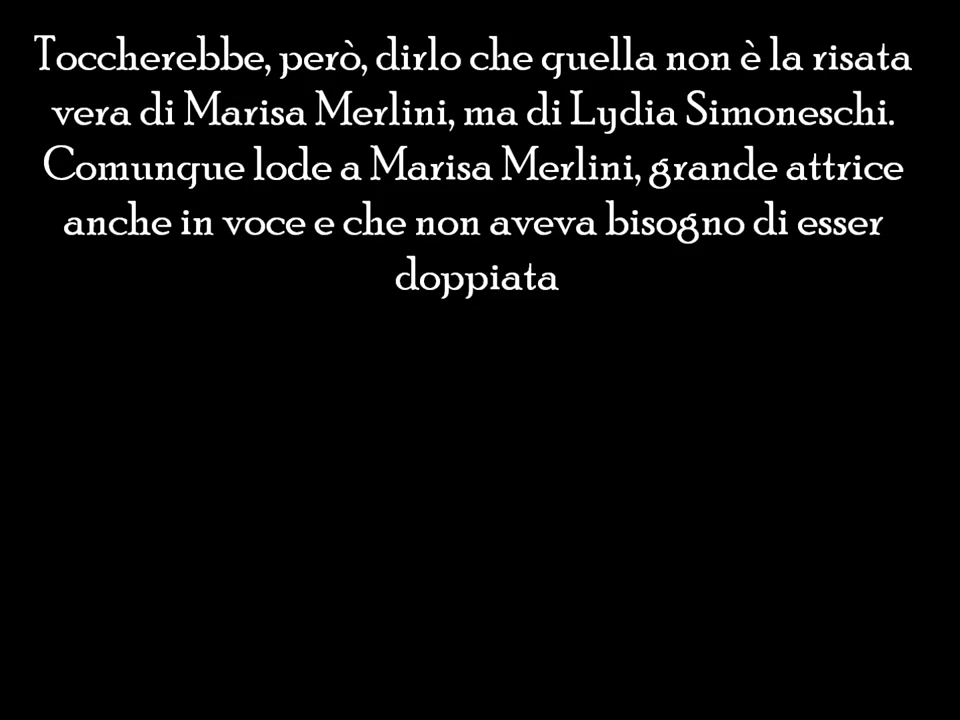 Toccherebbe, però, dirlo che quella non è la risata
vera di Marisa Merlini, ma di Lydia Simoneschi.
Comunque lode a Marisa Merlini, grande attrice
anche in voce e che non aveva bisogno di esser
doppiata